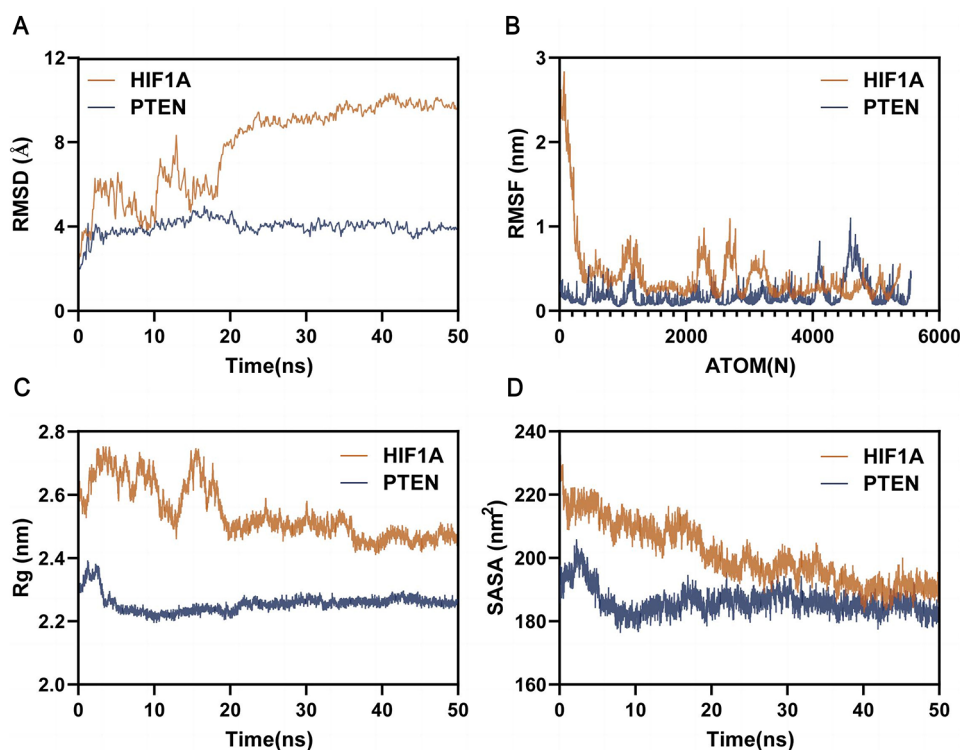 A
RMSD (Å)
12
8
4
0
HIF1A
PTEN
0 10 20 30 40 50
Time(ns)
B
RMSF (nm)
3
2
1
0
HIF1A
PTEN
0 2000 4000 6000
ATOM(N)
C
Rg (nm)
2.8
2.6
2.4
2.2
2.0
HIF1A
PTEN
0 10 20 30 40 50
Time(ns)
D
SASA (nm²)
240
220
200
180
160
HIF1A
PTEN
0 10 20 30 40 50
Time(ns)